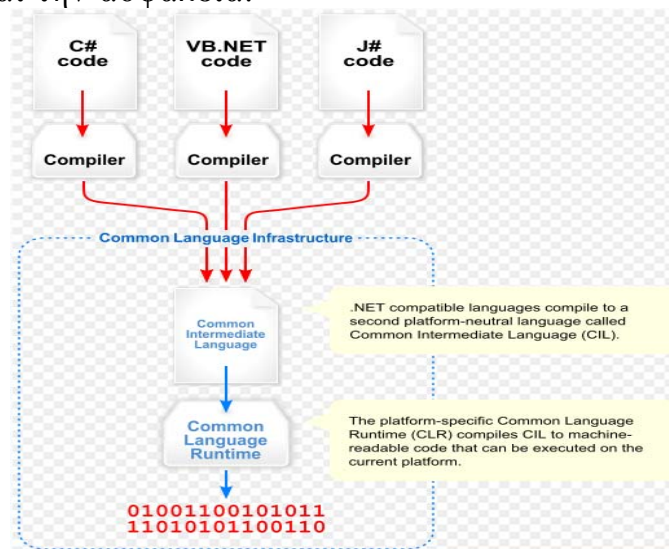 την ασφάλεια.
C#
code
VB.NET
code
J#
code
Compiler
Compiler
Compiler
Common Language Infrastructure
Common
Intermediate
Language
.NET compatible languages compile to a
second platform-neutral language called
Common Intermediate Language (CIL).
Common
Language
Runtime
The platform-specific Common Language
Runtime (CLR) compiles CIL to machine-
readable code that can be executed on the
current platform.
01001100101011
11010101100110